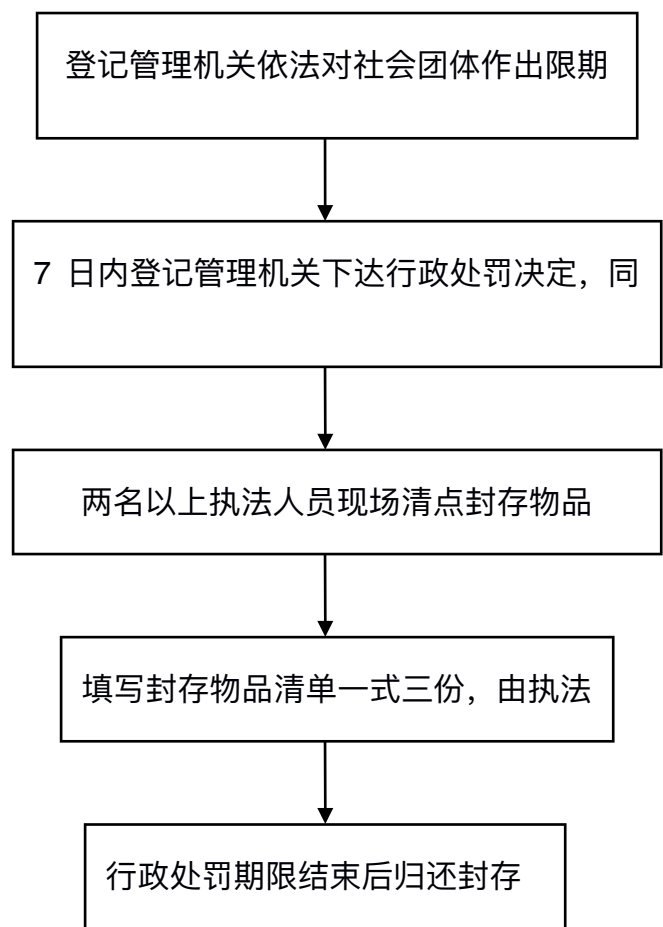 登记管理机关依法对社会团体作出限期
7 日内登记管理机关下达行政处罚决定，同
两名以上执法人员现场清点封存物品
填写封存物品清单一式三份，由执法
行政处罚期限结束后归还封存